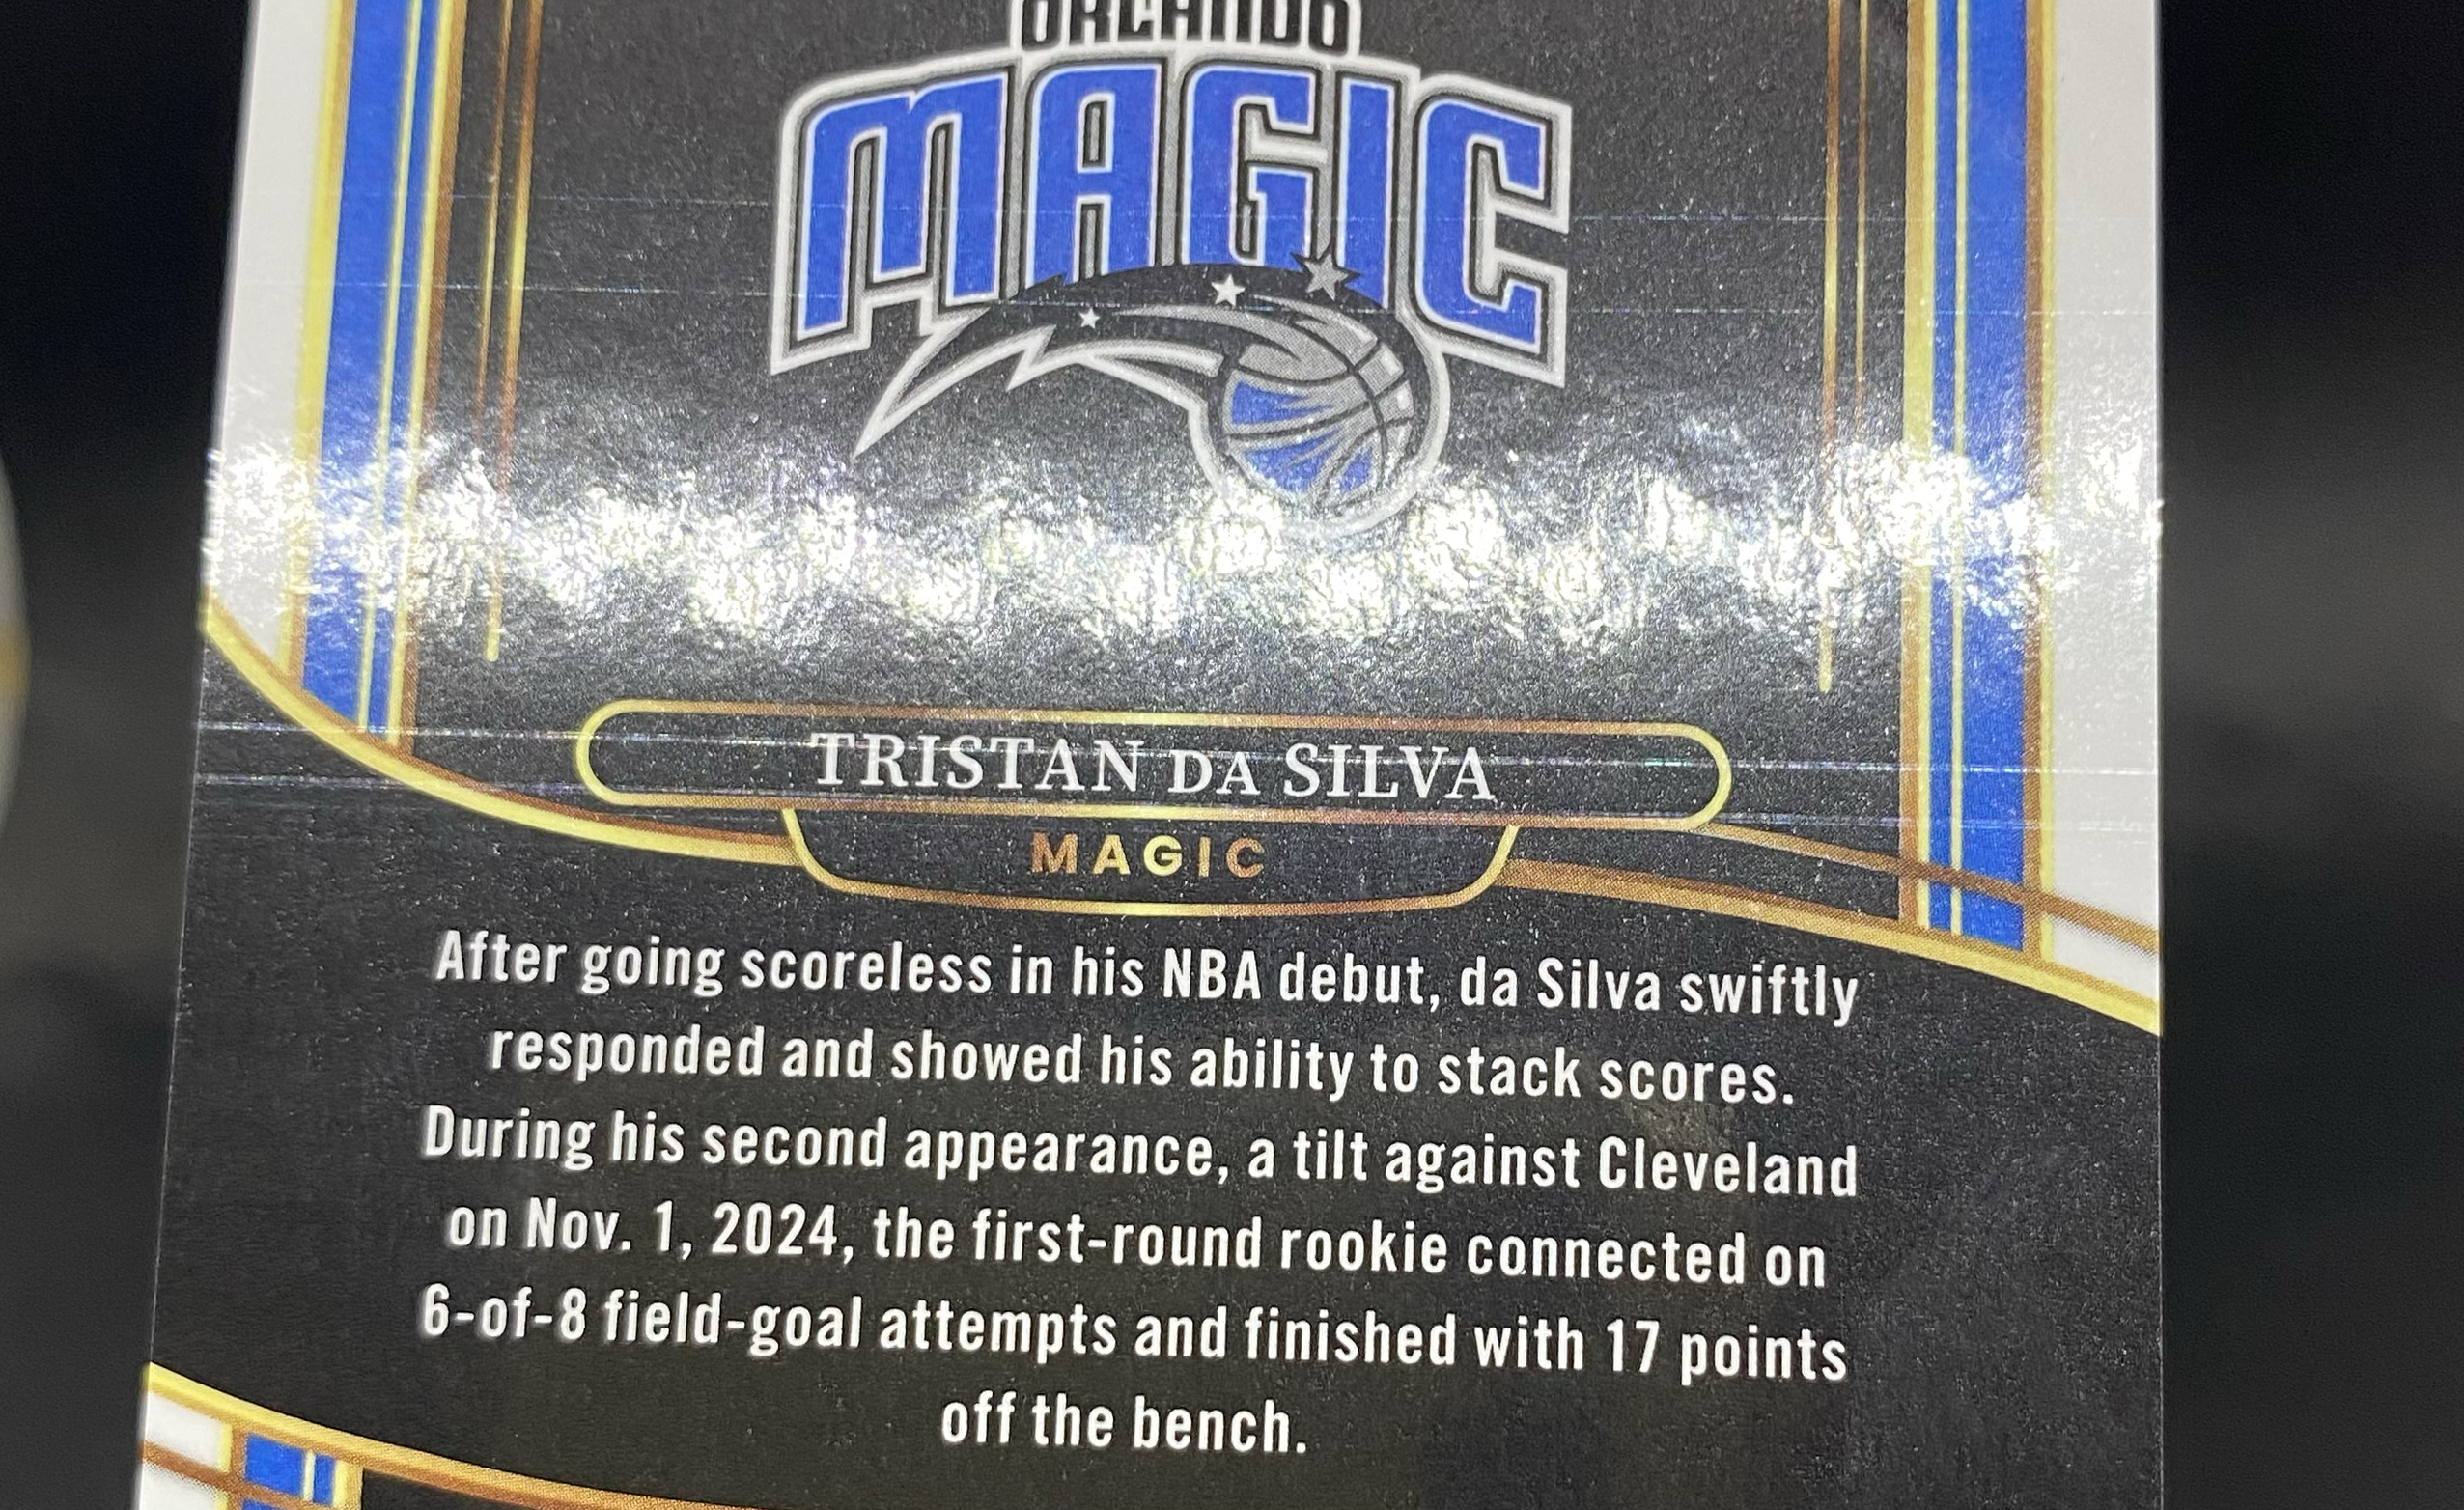 ORLANDO
MAGIC
TRISTAN DA SILVA
MAGIC
After going scoreless in his NBA debut, da Silva swiftly
responded and showed his ability to stack scores.
During his second appearance, a tilt against Cleveland
on Nov. 1, 2024, the first-round rookie connected on
6-of-8 field-goal attempts and finished with 17 points
off the bench.